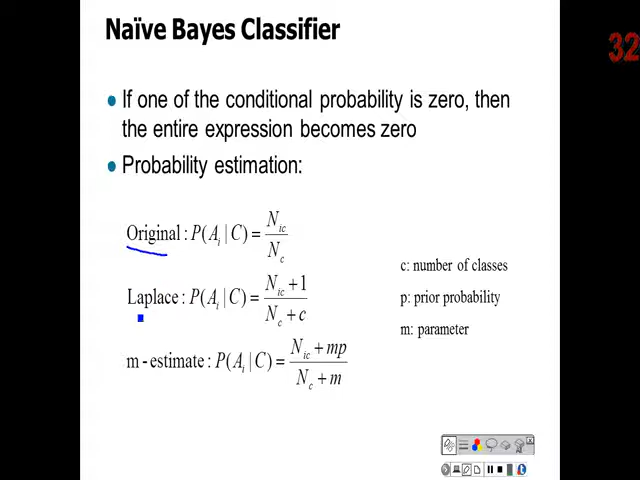 Naïve Bayes Classifier
32
● If one of the conditional probability is zero, then
the entire expression becomes zero
● Probability estimation:
Original : P(A_i | C) = N_ic / N_c
Laplace : P(A_i | C) = (N_ic + 1) / (N_c + c)
m - estimate : P(A_i | C) = (N_ic + mp) / (N_c + m)
c: number of classes
p: prior probability
m: parameter